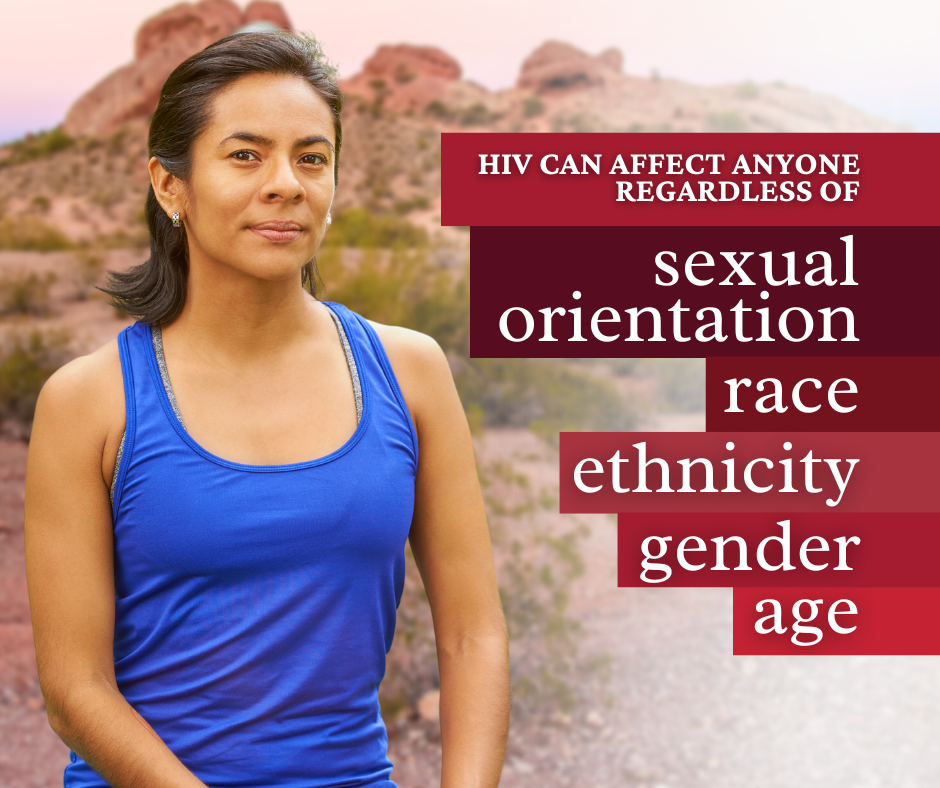 HIV CAN AFFECT ANYONE
REGARDLESS OF
sexual
orientation
race
ethnicity
gender
age